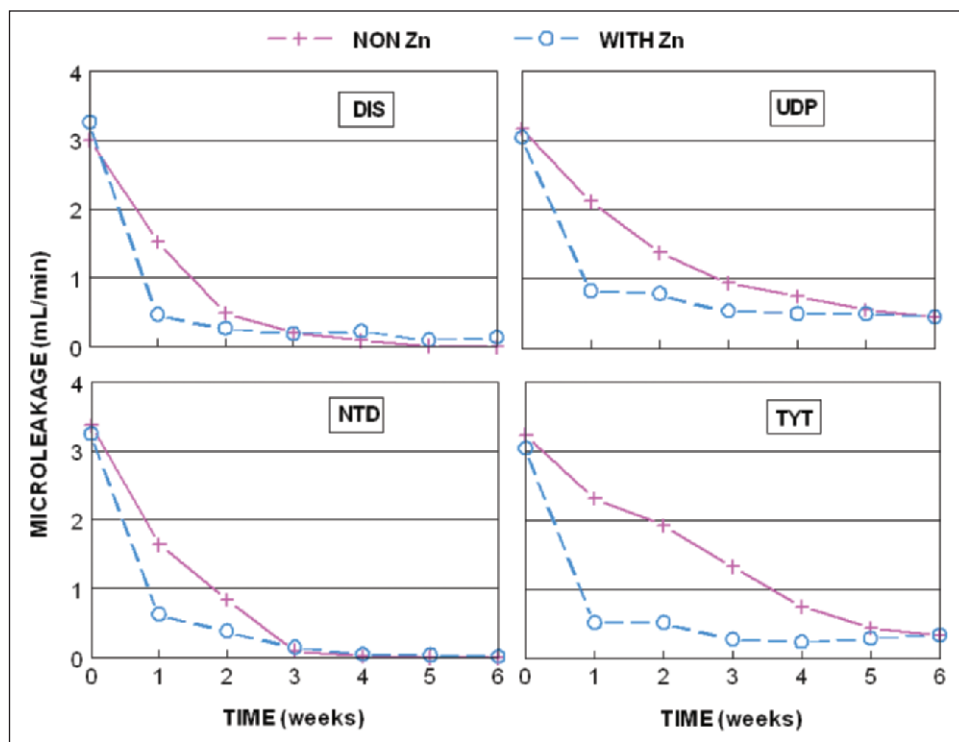 NON Zn WITH Zn
DIS
4
3
2
1
0
UDP
NTD
4
3
2
1
0
TYT
MICROLEAKAGE (mL/min)
0 1 2 3 4 5 6
0 1 2 3 4 5 6
TIME (weeks)
TIME (weeks)